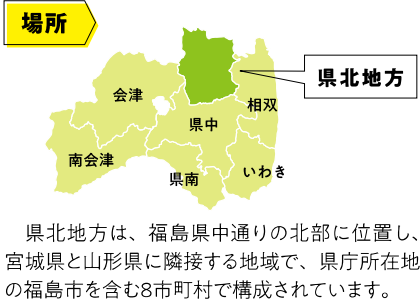 場所
県北地方
会津
相双
県中
南会津
県南
いわき
　県北地方は、福島県中通りの北部に位置し、
宮城県と山形県に隣接する地域で、県庁所在地
の福島市を含む8市町村で構成されています。